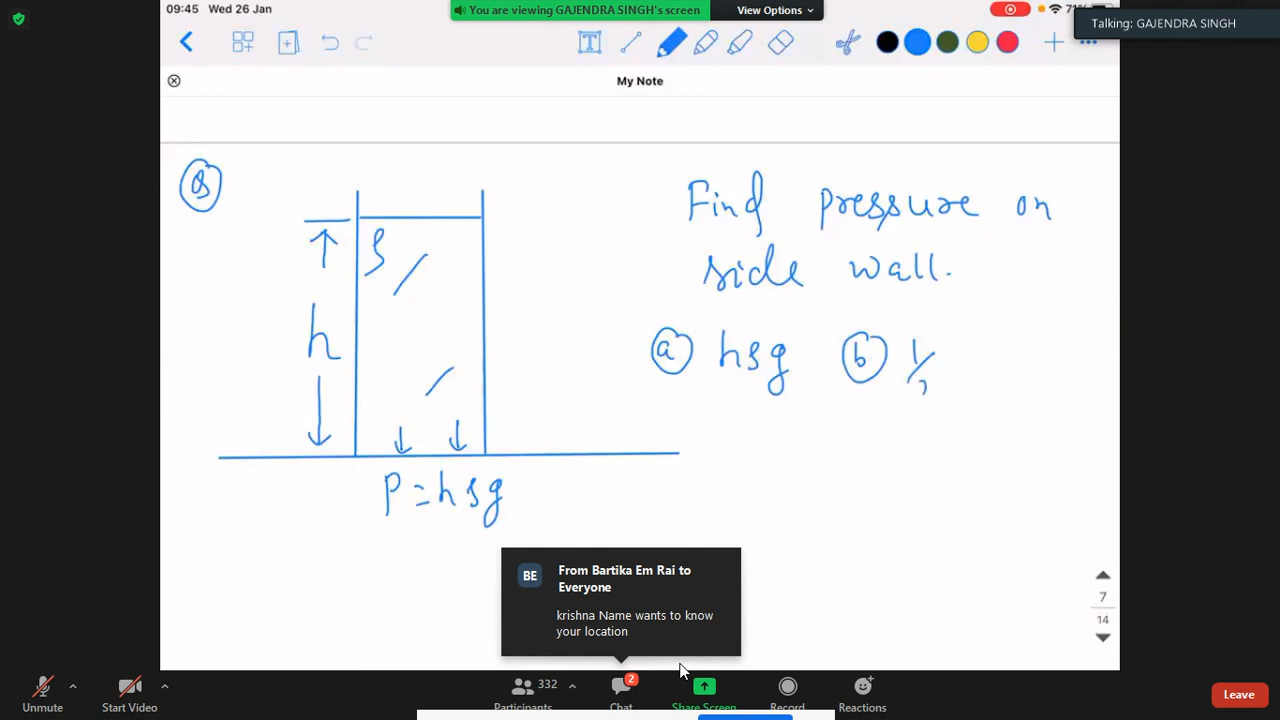 09:45 Wed 26 Jan
You are viewing GAJENDRA SINGH's screen
View Options
71%
Talking: GAJENDRA SINGH
My Note
Q
Find pressure on
side wall.
ρ
h
a hρg b 1/
P = hρg
BE
From Bartika Em Rai to
Everyone
krishna Name wants to know
your location
7
14
Unmute
Start Video
332
Participants
2
Chat
Share Screen
Record
Reactions
Leave